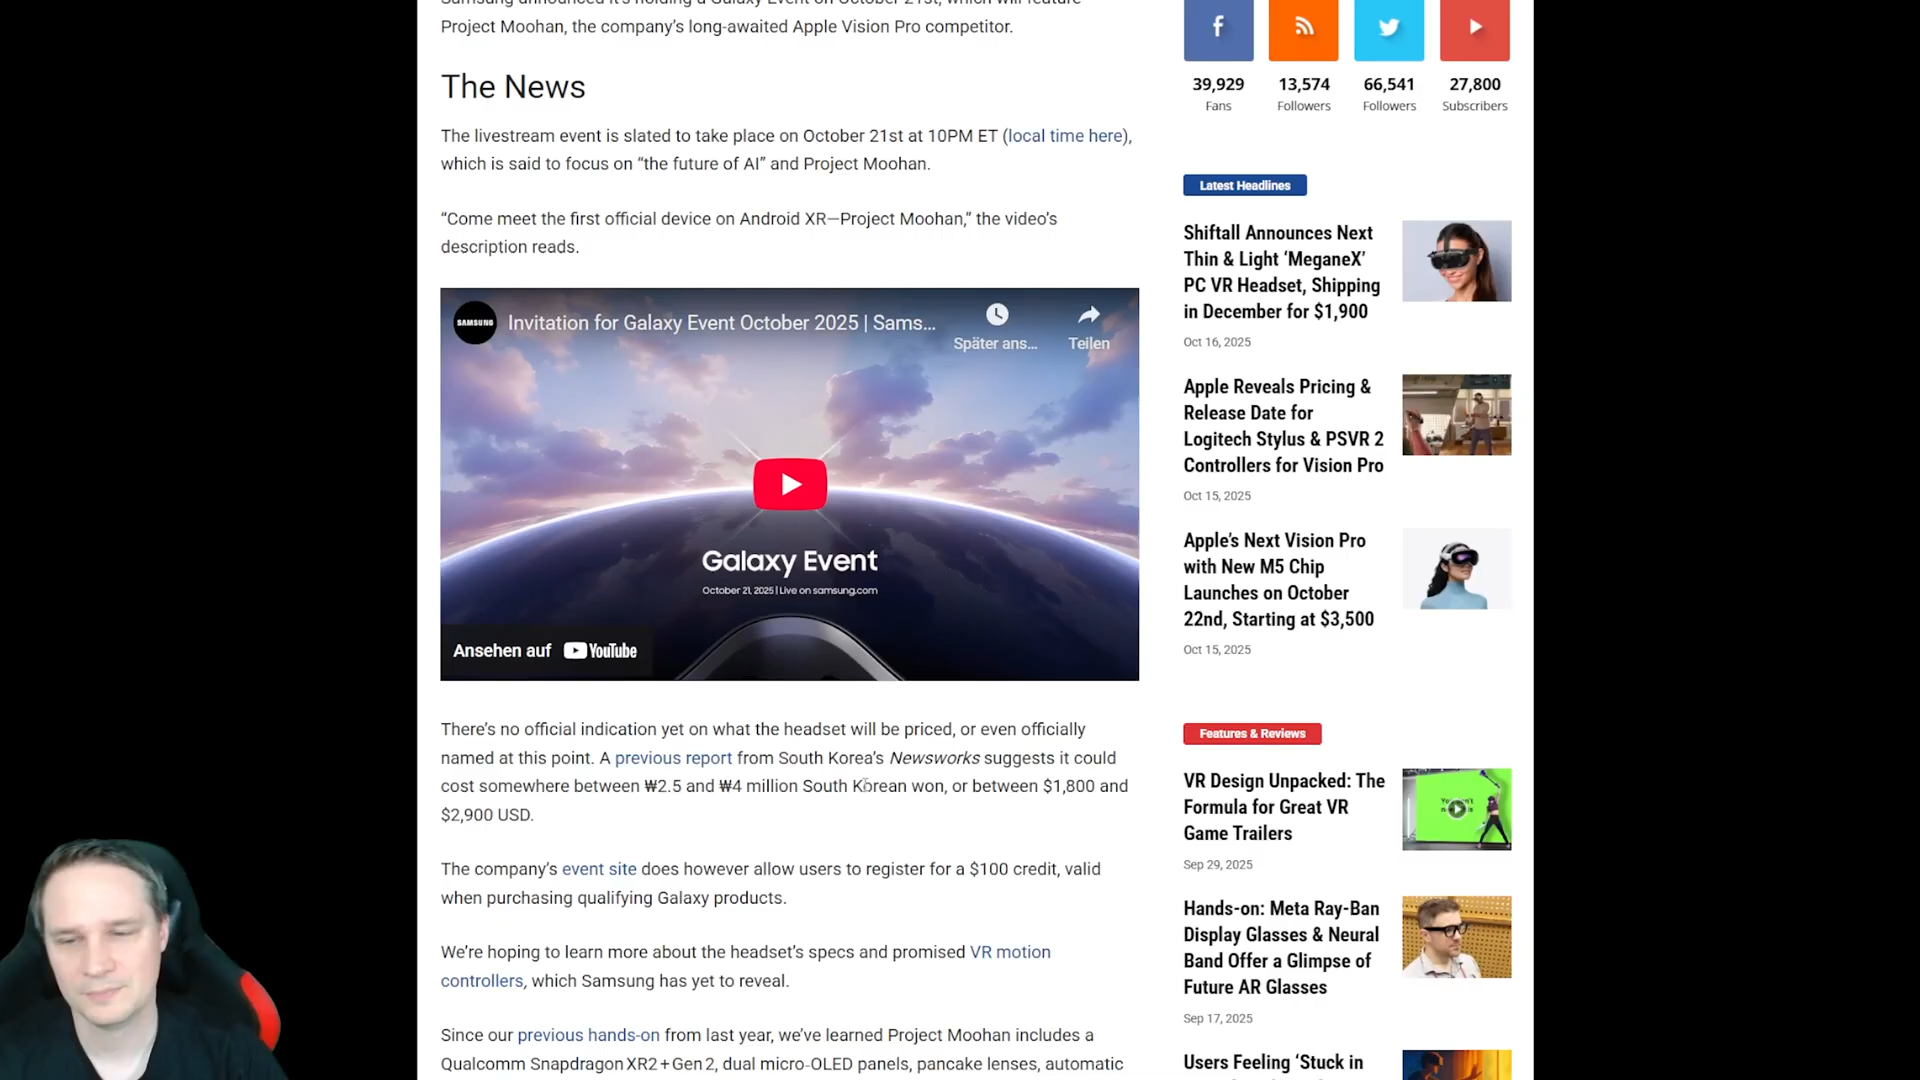 Samsung announced it's holding a Galaxy Event on October 21st, which will feature
Project Moohan, the company's long-awaited Apple Vision Pro competitor.
The News
The livestream event is slated to take place on October 21st at 10PM ET (local time here),
which is said to focus on “the future of AI” and Project Moohan.
“Come meet the first official device on Android XR—Project Moohan,” the video's
description reads.
SAMSUNG
Invitation for Galaxy Event October 2025 | Sams...
Später ans...
Teilen
Galaxy Event
October 21, 2025 | Live on samsung.com
Ansehen auf YouTube
There's no official indication yet on what the headset will be priced, or even officially
named at this point. A previous report from South Korea's Newsworks suggests it could
cost somewhere between ₩2.5 and ₩4 million South Korean won, or between $1,800 and
$2,900 USD.
The company's event site does however allow users to register for a $100 credit, valid
when purchasing qualifying Galaxy products.
We're hoping to learn more about the headset's specs and promised VR motion
controllers, which Samsung has yet to reveal.
Since our previous hands-on from last year, we've learned Project Moohan includes a
Qualcomm Snapdragon XR2+Gen 2, dual micro-OLED panels, pancake lenses, automatic
39,929
Fans
13,574
Followers
66,541
Followers
27,800
Subscribers
Latest Headlines
Shiftall Announces Next
Thin & Light ‘MeganeX’
PC VR Headset, Shipping
in December for $1,900
Oct 16, 2025
Apple Reveals Pricing &
Release Date for
Logitech Stylus & PSVR 2
Controllers for Vision Pro
Oct 15, 2025
Apple's Next Vision Pro
with New M5 Chip
Launches on October
22nd, Starting at $3,500
Oct 15, 2025
Features & Reviews
VR Design Unpacked: The
Formula for Great VR
Game Trailers
Sep 29, 2025
Hands-on: Meta Ray-Ban
Display Glasses & Neural
Band Offer a Glimpse of
Future AR Glasses
Sep 17, 2025
Users Feeling ‘Stuck in